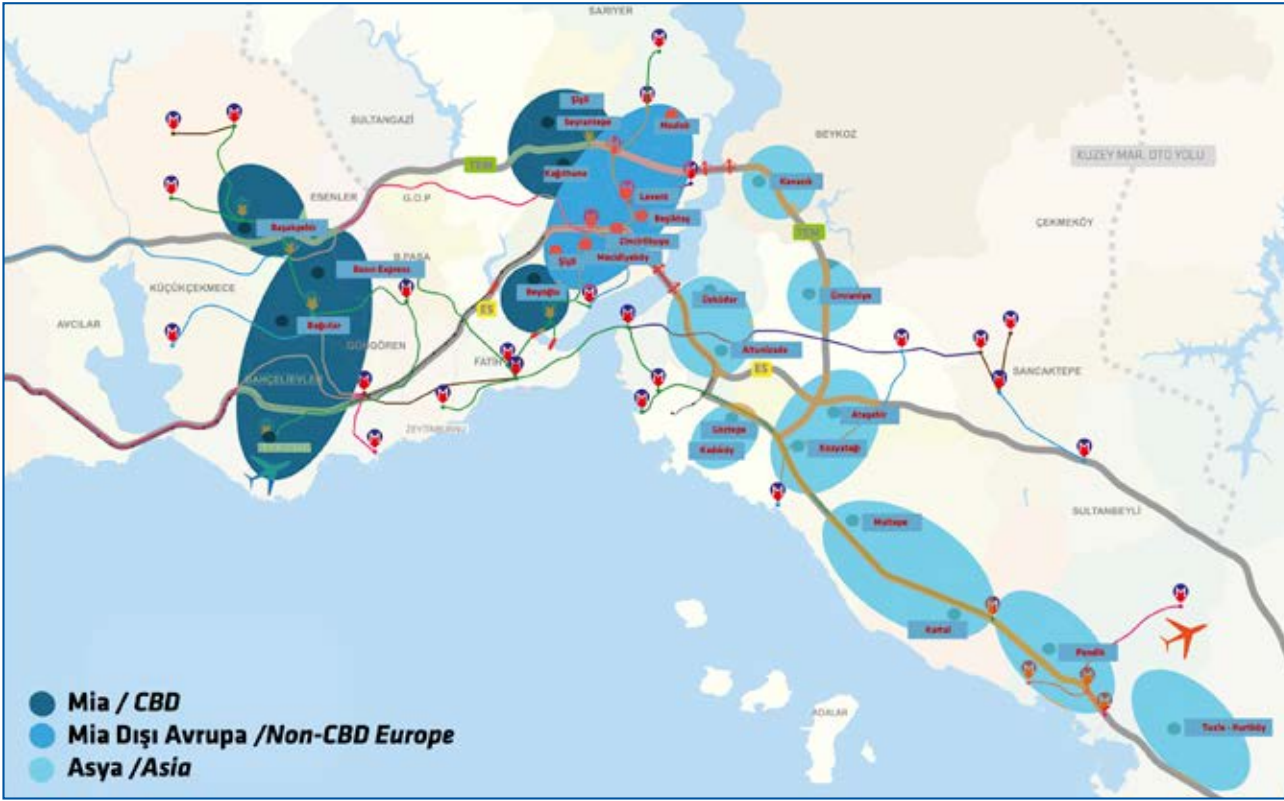 SARIYER
Şişli
Seyrantepe
Maslak
SULTANGAZİ
BEYKOZ
TEM
KUZEY MAR. OTO YOLU
Kağıthane
Kavacık
ESENLER
G.O.P
Levent
Beşiktaş
ÇEKMEKÖY
Başakşehir
TEM
Zincirlikuyu
B.PAŞA
Şişli
Mecidiyeköy
Basın Express
KÜÇÜKÇEKMECE
Beyoğlu
Üsküdar
Ümraniye
E5
AVCILAR
Bağcılar
GÜNGÖREN
FATİH
Altunizade
E5
SANCAKTEPE
BAHÇELİEVLER
Ataşehir
ZEYTİNBURNU
Göztepe
Kadıköy
Kozyatağı
SULTANBEYLİ
Maltepe
Kartal
Pendik
ADALAR
Tuzla - Kurtköy
Mia / CBD
Mia Dışı Avrupa /Non-CBD Europe
Asya /Asia